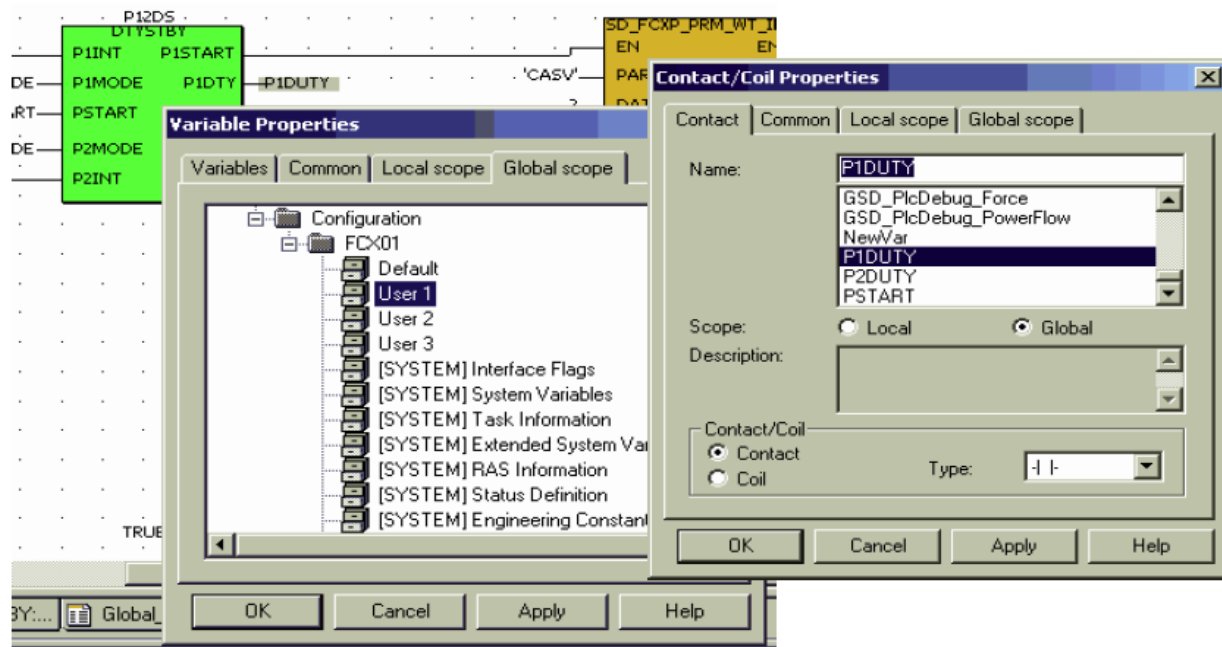 P12DS
DTYSTBY
P1INT P1START
P1MODE P1DTY
P1DUTY
PSTART
P2MODE
P2INT
DE
RT
DE
SD_FCXP_PRM_WT_
EN EN
'CASV'
PAR
TRUE
Variable Properties
Variables Common Local scope Global scope
Configuration
FCX01
Default
User 1
User 2
User 3
[SYSTEM] Interface Flags
[SYSTEM] System Variables
[SYSTEM] Task Information
[SYSTEM] Extended System Var
[SYSTEM] RAS Information
[SYSTEM] Status Definition
[SYSTEM] Engineering Constant
OK Cancel Apply Help
Contact/Coil Properties
Contact Common Local scope Global scope
Name:
P1DUTY
GSD_PlcDebug_Force
GSD_PlcDebug_PowerFlow
NewVar
P1DUTY
P2DUTY
PSTART
Scope: Local Global
Description:
Contact/Coil
Contact
Coil
Type: -| |-
OK Cancel Apply Help
BY:... Global_